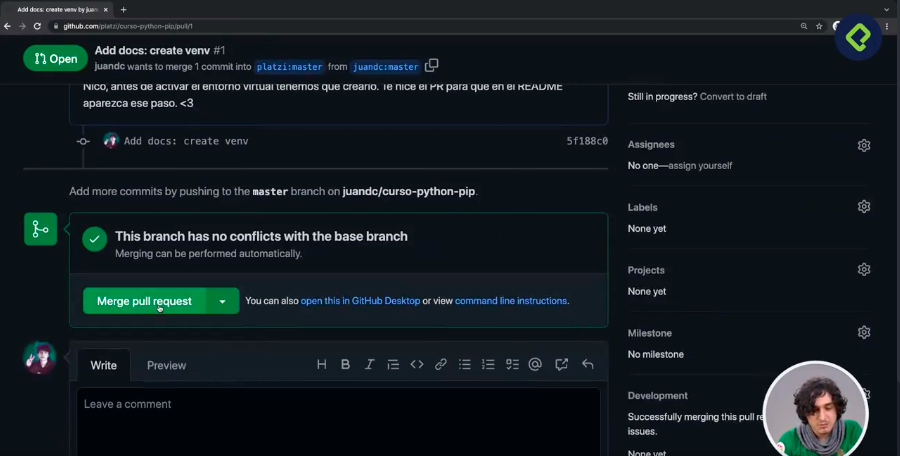 Add docs: create venv by juand
github.com/platzi/curso-python-pip/pull/1
Open
Add docs: create venv #1
juandc wants to merge 1 commit into platzi:master from juandc:master
Nico, antes de activar el entorno virtual tenemos que crearlo. Te hice el PR para que en el README
aparezca ese paso. <3
Add docs: create venv 5f188c0
Add more commits by pushing to the master branch on juandc/curso-python-pip.
This branch has no conflicts with the base branch
Merging can be performed automatically.
Merge pull request
You can also open this in GitHub Desktop or view command line instructions.
Write Preview
Leave a comment
Still in progress? Convert to draft
Assignees
No one—assign yourself
Labels
None yet
Projects
None yet
Milestone
No milestone
Development
Successfully merging this pull re
issues.
None yet